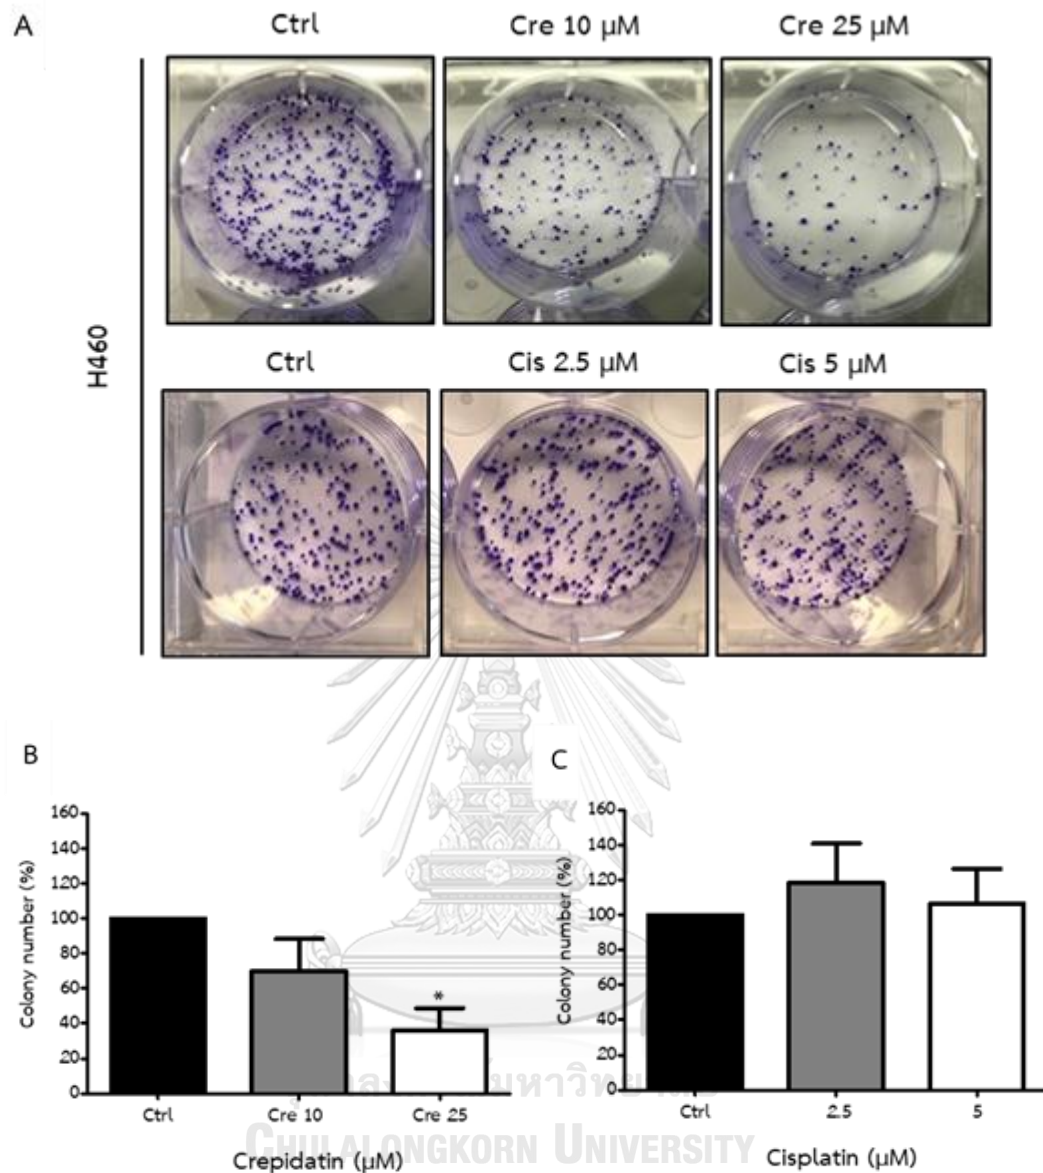 A
Ctrl
Cre 10 µM
Cre 25 µM
H460
Ctrl
Cis 2.5 µM
Cis 5 µM
B
Colony number (%)
160
140
120
100
80
60
40
20
0
*
Ctrl
Cre 10
Cre 25
Crepidatin (µM)
C
Colony number (%)
160
140
120
100
80
60
40
20
0
Ctrl
2.5
5
Cisplatin (µM)
CHULALONGKORN UNIVERSITY